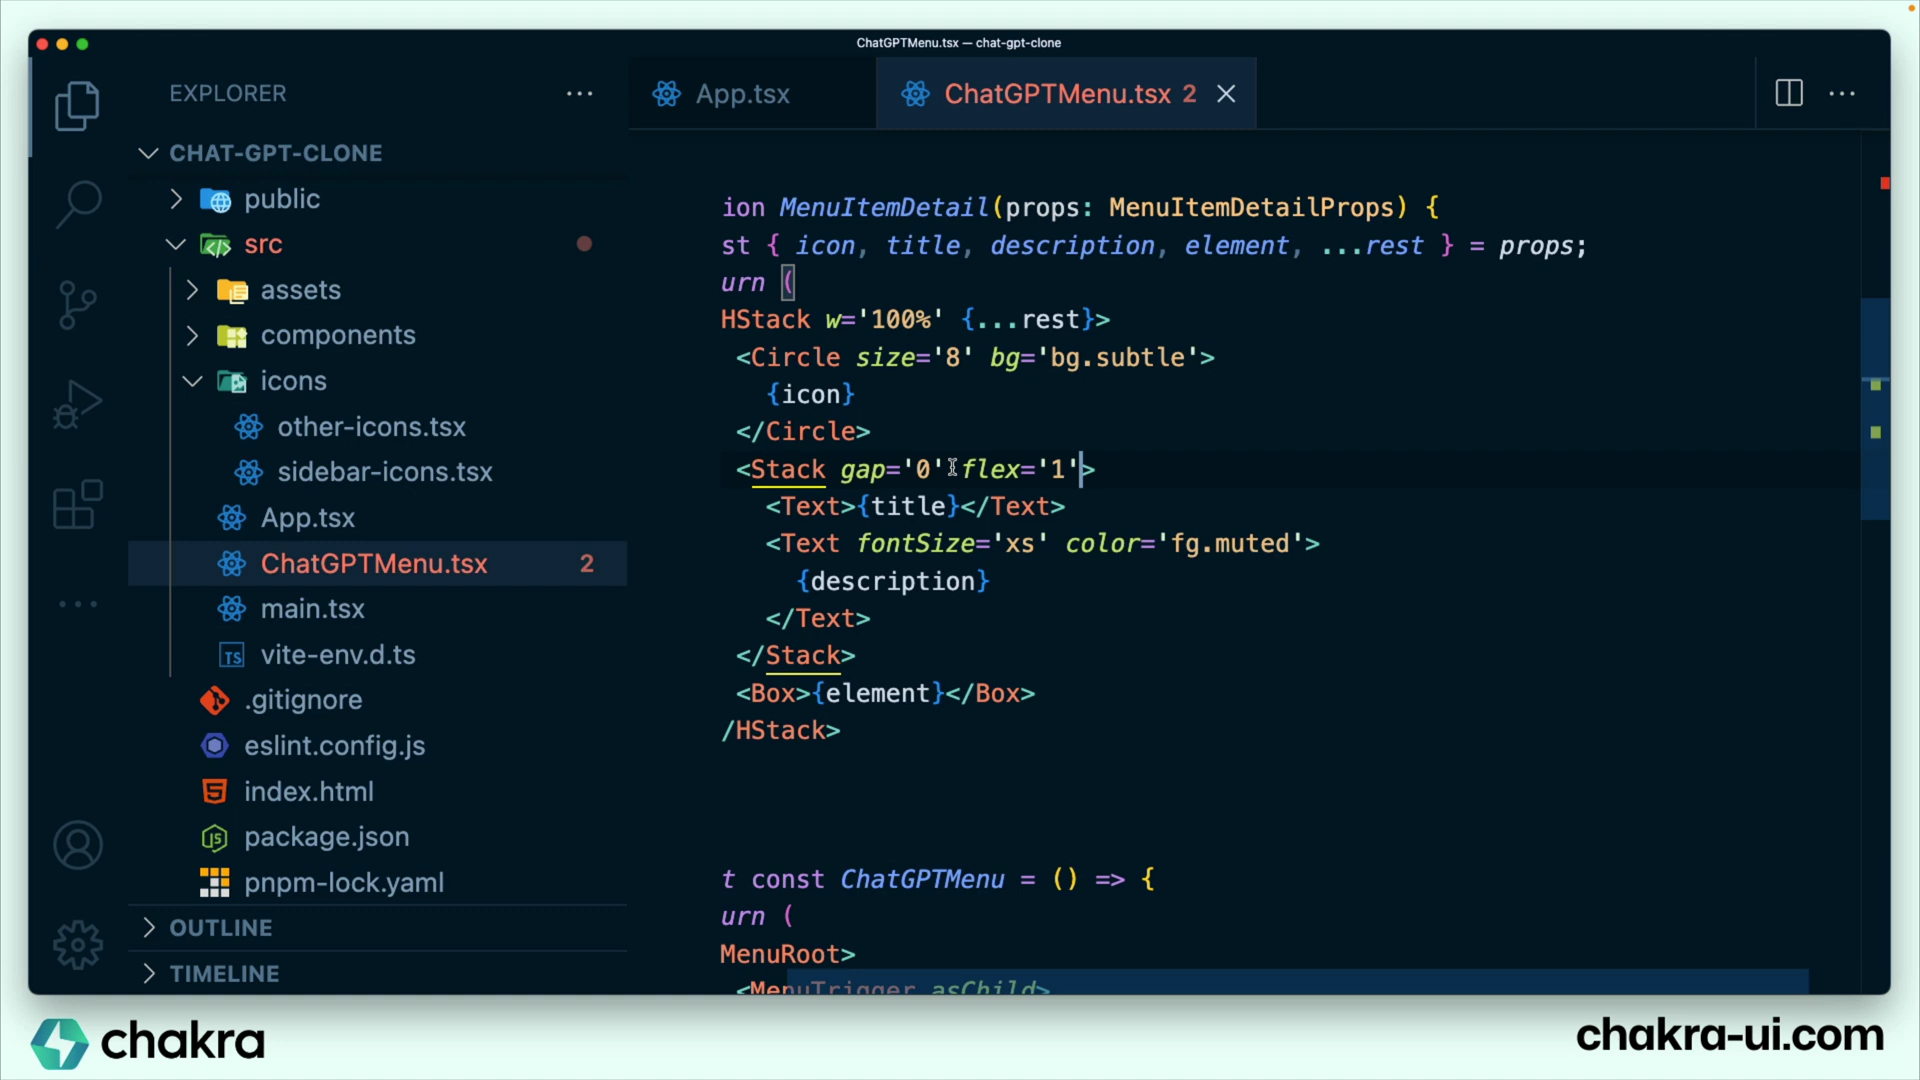 ChatGPTMenu.tsx — chat-gpt-clone
EXPLORER
CHAT-GPT-CLONE
public
src
assets
components
icons
other-icons.tsx
sidebar-icons.tsx
App.tsx
ChatGPTMenu.tsx 2
main.tsx
TS vite-env.d.ts
.gitignore
eslint.config.js
index.html
package.json
pnpm-lock.yaml
OUTLINE
TIMELINE
App.tsx
ChatGPTMenu.tsx 2
ion MenuItemDetail(props: MenuItemDetailProps) {
st { icon, title, description, element, ...rest } = props;
urn (
HStack w='100%' {...rest}>
<Circle size='8' bg='bg.subtle'>
{icon}
</Circle>
<Stack gap='0' flex='1'>
<Text>{title}</Text>
<Text fontSize='xs' color='fg.muted'>
{description}
</Text>
</Stack>
<Box>{element}</Box>
/HStack>
t const ChatGPTMenu = () => {
urn (
MenuRoot>
<MenuTrigger asChild>
chakra
chakra-ui.com